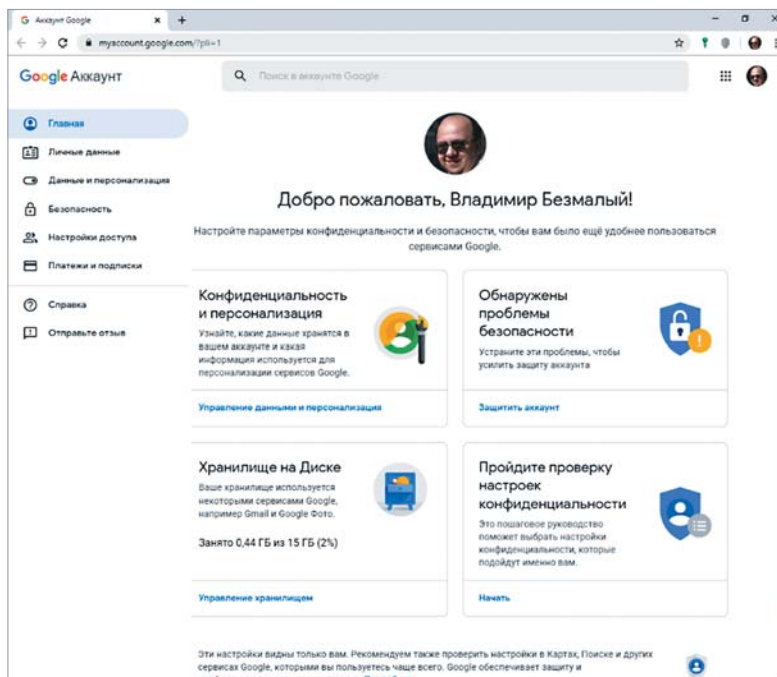 Аккаунт Google
myaccount.google.com/?pli=1
Google Аккаунт
Поиск в аккаунте Google
Главная
Личные данные
Данные и персонализация
Безопасность
Настройки доступа
Платежи и подписки
Справка
Отправьте отзыв
Добро пожаловать, Владимир Безмалый!
Настройте параметры конфиденциальности и безопасности, чтобы вам было ещё удобнее пользоваться
сервисами Google.
Конфиденциальность
и персонализация
Узнайте, какие данные хранятся в
вашем аккаунте и какая
информация используется для
персонализации сервисов Google.
Управление данными и персонализация
Обнаружены
проблемы
безопасности
Устраните эти проблемы, чтобы
усилить защиту аккаунта
Защитить аккаунт
Хранилище на Диске
Ваше хранилище используется
некоторыми сервисами Google,
например Gmail и Google Фото.
Занято 0,44 ГБ из 15 ГБ (2%)
Управление хранилищем
Пройдите проверку
настроек
конфиденциальности
Это пошаговое руководство
поможет выбрать настройки
конфиденциальности, которые
подойдут именно вам.
Начать
Эти настройки видны только вам. Рекомендуем также проверить настройки в Картах, Поиске и других
сервисах Google, которыми вы пользуетесь чаще всего. Google обеспечивает защиту и